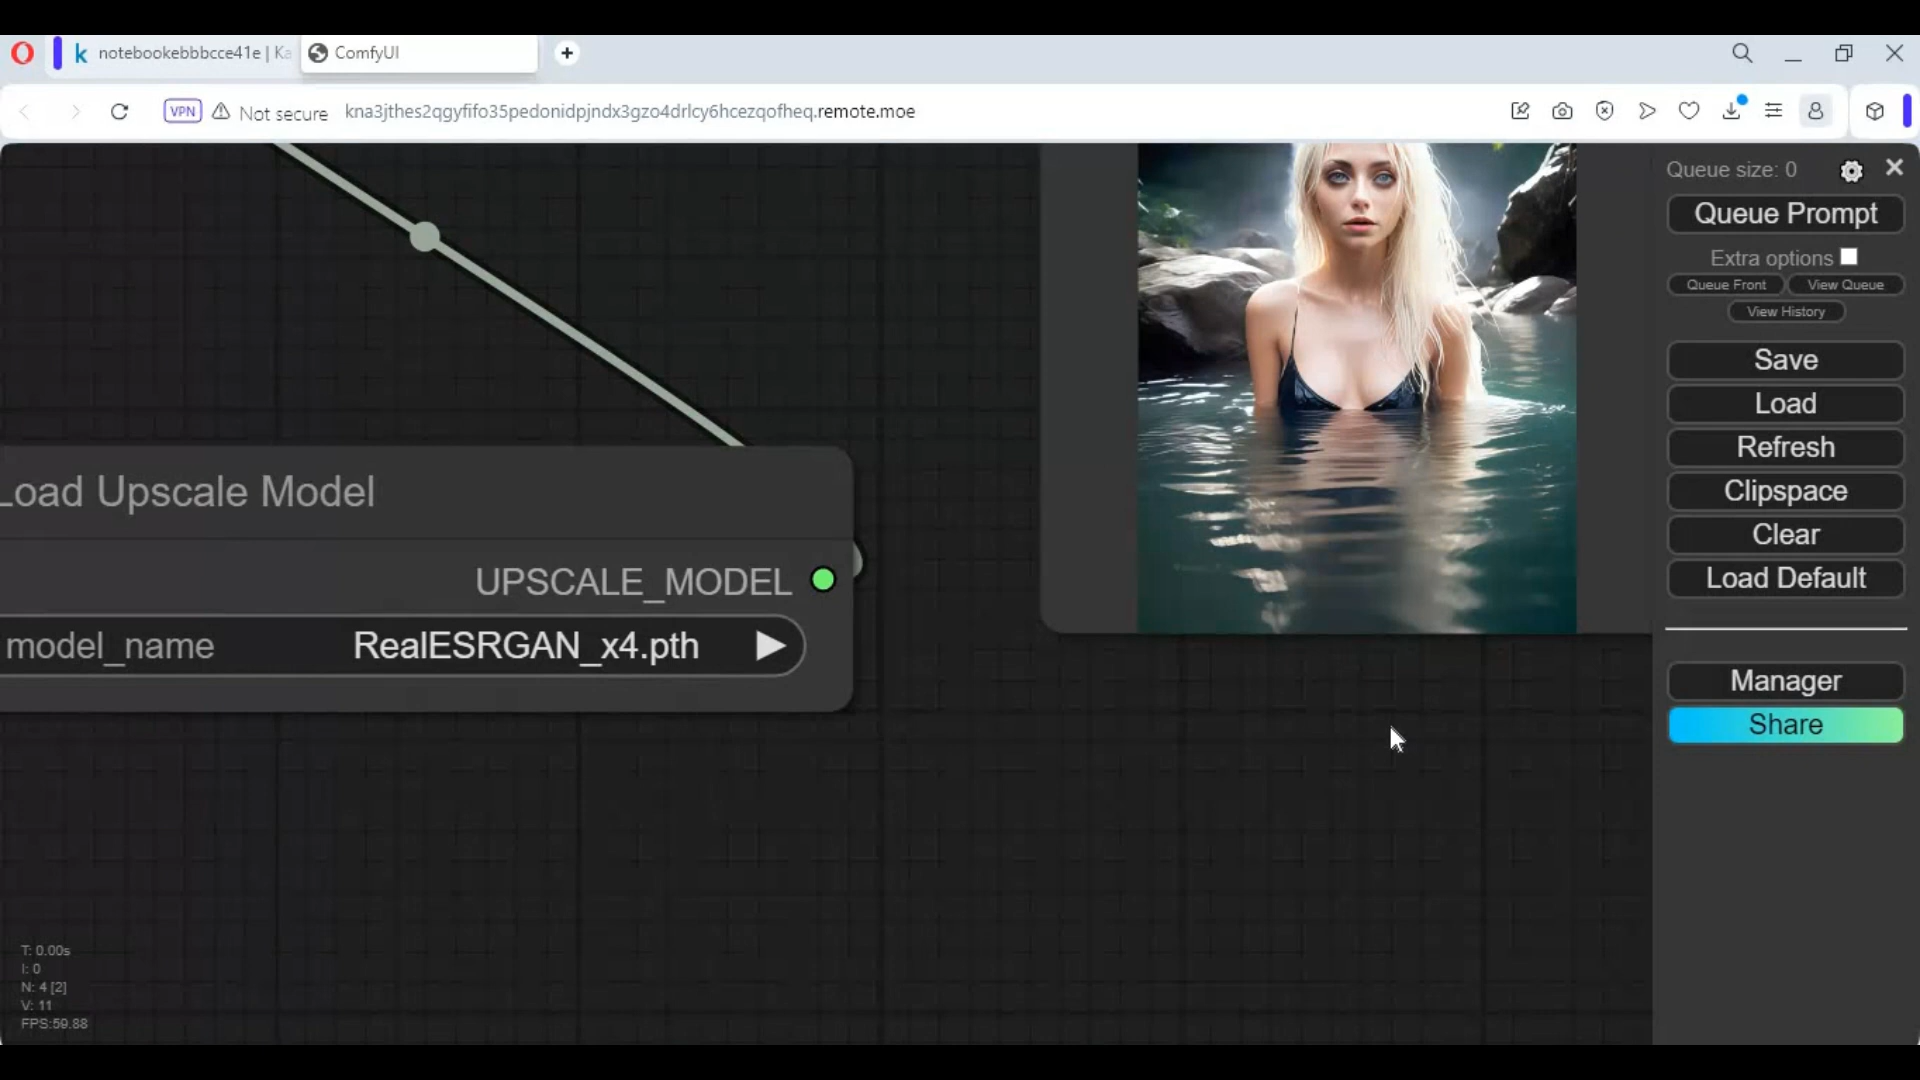 notebookebbbcce41e | Ka
ComfyUI
VPN
Not secure
kna3jthes2qgyfifo35pedonidpjndx3gzo4drlcy6hcezqofheq.remote.moe
Queue size: 0
Queue Prompt
Extra options
Queue Front
View Queue
View History
Save
Load
Refresh
Clipspace
Clear
Load Default
Manager
Share
Load Upscale Model
UPSCALE_MODEL
model_name
RealESRGAN_x4.pth
T: 0.00s
I: 0
N: 4 [2]
V: 11
FPS:59.88